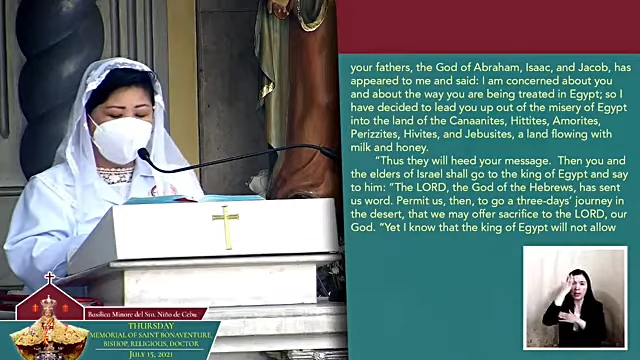 your fathers, the God of Abraham, Isaac, and Jacob, has
appeared to me and said: I am concerned about you
and about the way you are being treated in Egypt; so I
have decided to lead you up out of the misery of Egypt
into the land of the Canaanites, Hittites, Amorites,
Perizzites, Hivites, and Jebusites, a land flowing with
milk and honey.
“Thus they will heed your message. Then you and
the elders of Israel shall go to the king of Egypt and say
to him: “The LORD, the God of the Hebrews, has sent
us word. Permit us, then, to go a three-days’ journey in
the desert, that we may offer sacrifice to the LORD, our
God. “Yet I know that the king of Egypt will not allow
Basilica Minore del Sto. Niño de Cebu
THURSDAY
MEMORIAL OF SAINT BONAVENTURE
BISHOP, RELIGIOUS, DOCTOR
JULY 15, 2021